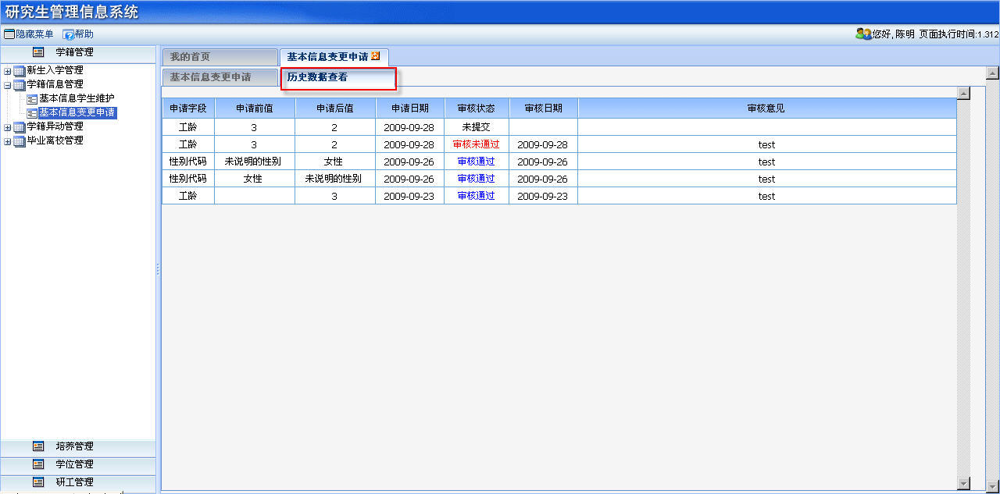 研究生管理信息系统
隐藏菜单 帮助 您好, 陈明 页面执行时间:1.312
学籍管理
新生入学管理
学籍信息管理
基本信息学生维护
基本信息变更申请
学籍异动管理
毕业离校管理
培养管理
学位管理
研工管理
我的首页 基本信息变更申请
基本信息变更申请 历史数据查看
申请字段 申请前值 申请后值 申请日期 审核状态 审核日期 审核意见
工龄 3 2 2009-09-28 未提交
工龄 3 2 2009-09-28 审核未通过 2009-09-28 test
性别代码 未说明的性别 女性 2009-09-26 审核通过 2009-09-26 test
性别代码 女性 未说明的性别 2009-09-26 审核通过 2009-09-26 test
工龄 3 2009-09-23 审核通过 2009-09-23 test